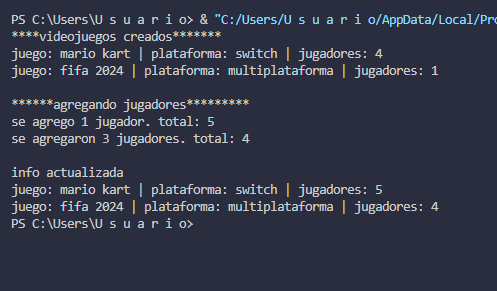 PS C:\Users\U s u a r i o> & "C:/Users/U s u a r i o/AppData/Local/Pro
****videojuegos creados*******
juego: mario kart | plataforma: switch | jugadores: 4
juego: fifa 2024 | plataforma: multiplataforma | jugadores: 1
******agregando jugadores*********
se agrego 1 jugador. total: 5
se agregaron 3 jugadores. total: 4
info actualizada
juego: mario kart | plataforma: switch | jugadores: 5
juego: fifa 2024 | plataforma: multiplataforma | jugadores: 4
PS C:\Users\U s u a r i o>